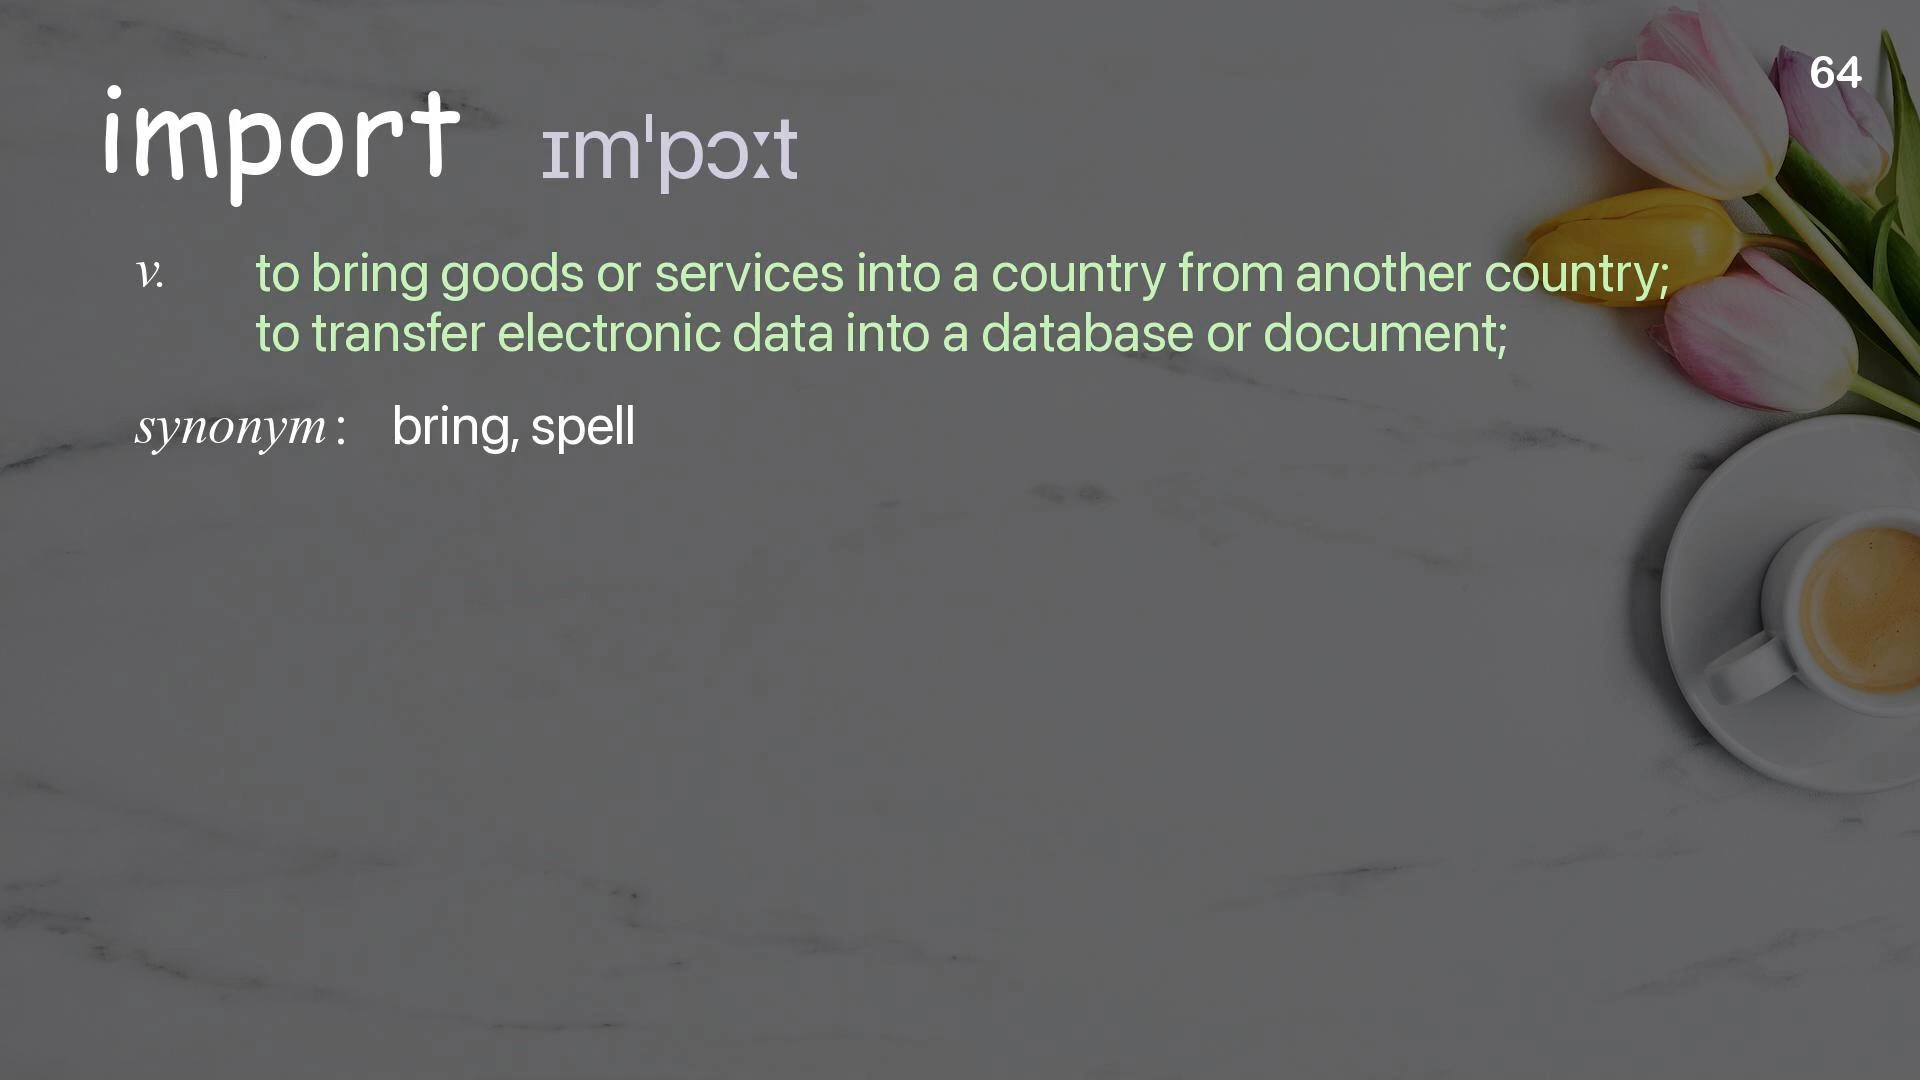 64
import ɪmˈpɔːt
v. to bring goods or services into a country from another country;
to transfer electronic data into a database or document;
synonym : bring, spell